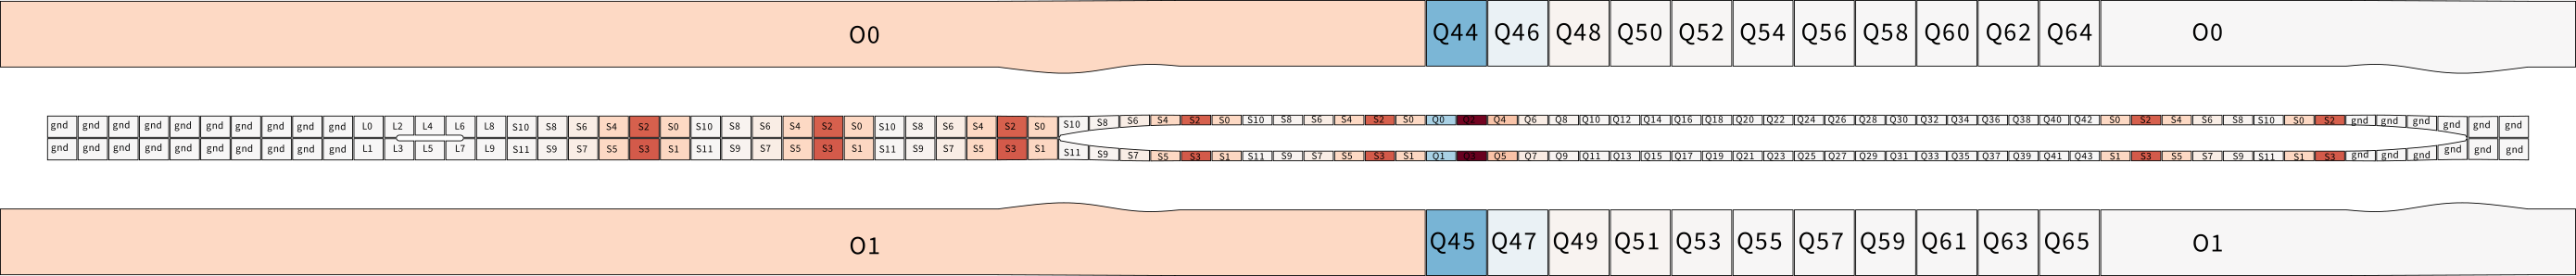 O0 Q44 Q46 Q48 Q50 Q52 Q54 Q56 Q58 Q60 Q62 Q64 O0
gnd gnd gnd gnd gnd gnd gnd gnd gnd gnd L0 L2 L4 L6 L8 S10 S8 S6 S4 S2 S0 S10 S8 S6 S4 S2 S0 S10 S8 S6 S4 S2 S0 S10 S8 S6 S4 S2 S0 S10 S8 S6 S4 S2 S0 Q0 Q2 Q4 Q6 Q8 Q10 Q12 Q14 Q16 Q18 Q20 Q22 Q24 Q26 Q28 Q30 Q32 Q34 Q36 Q38 Q40 Q42 S0 S2 S4 S6 S8 S10 S0 S2 gnd gnd gnd gnd gnd gnd
gnd gnd gnd gnd gnd gnd gnd gnd gnd gnd L1 L3 L5 L7 L9 S11 S9 S7 S5 S3 S1 S11 S9 S7 S5 S3 S1 S11 S9 S7 S5 S3 S1 S11 S9 S7 S5 S3 S1 S11 S9 S7 S5 S3 S1 Q1 Q3 Q5 Q7 Q9 Q11 Q13 Q15 Q17 Q19 Q21 Q23 Q25 Q27 Q29 Q31 Q33 Q35 Q37 Q39 Q41 Q43 S1 S3 S5 S7 S9 S11 S1 S3 gnd gnd gnd gnd gnd gnd
O1 Q45 Q47 Q49 Q51 Q53 Q55 Q57 Q59 Q61 Q63 Q65 O1